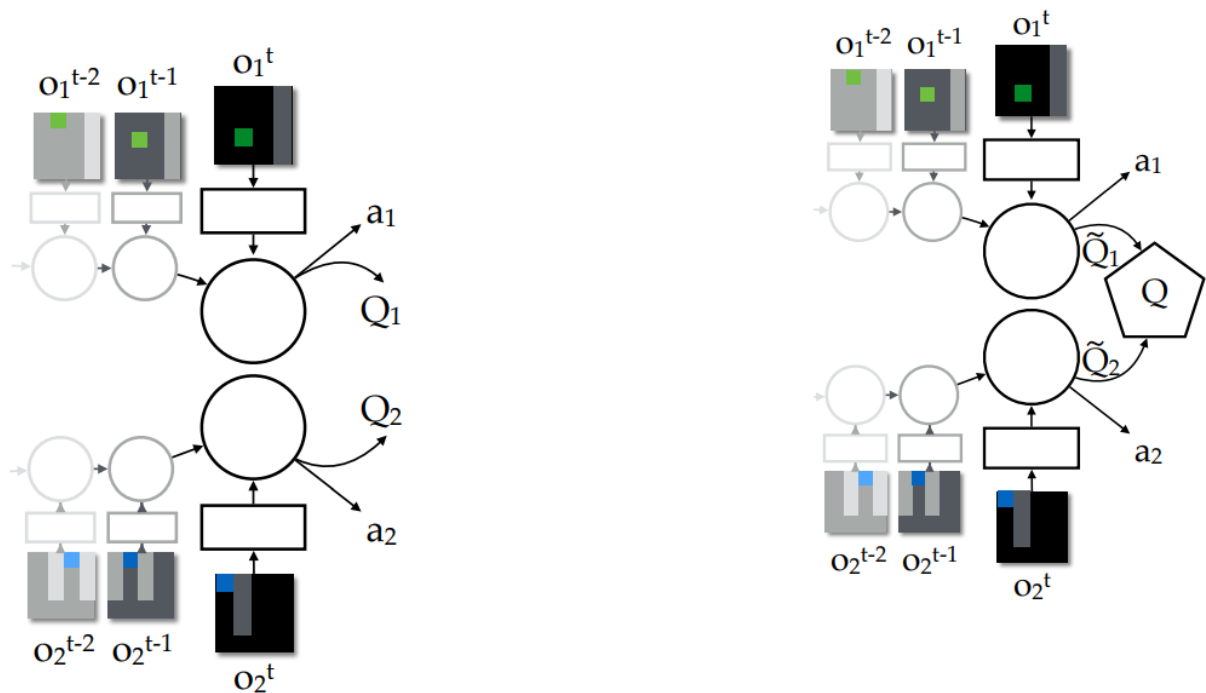 o₁ᵗ⁻² o₁ᵗ⁻¹ o₁ᵗ
a₁
Q₁
Q₂
a₂
o₂ᵗ⁻² o₂ᵗ⁻¹ o₂ᵗ
o₁ᵗ⁻² o₁ᵗ⁻¹ o₁ᵗ
a₁
Q̃₁
Q
Q̃₂
a₂
o₂ᵗ⁻² o₂ᵗ⁻¹ o₂ᵗ